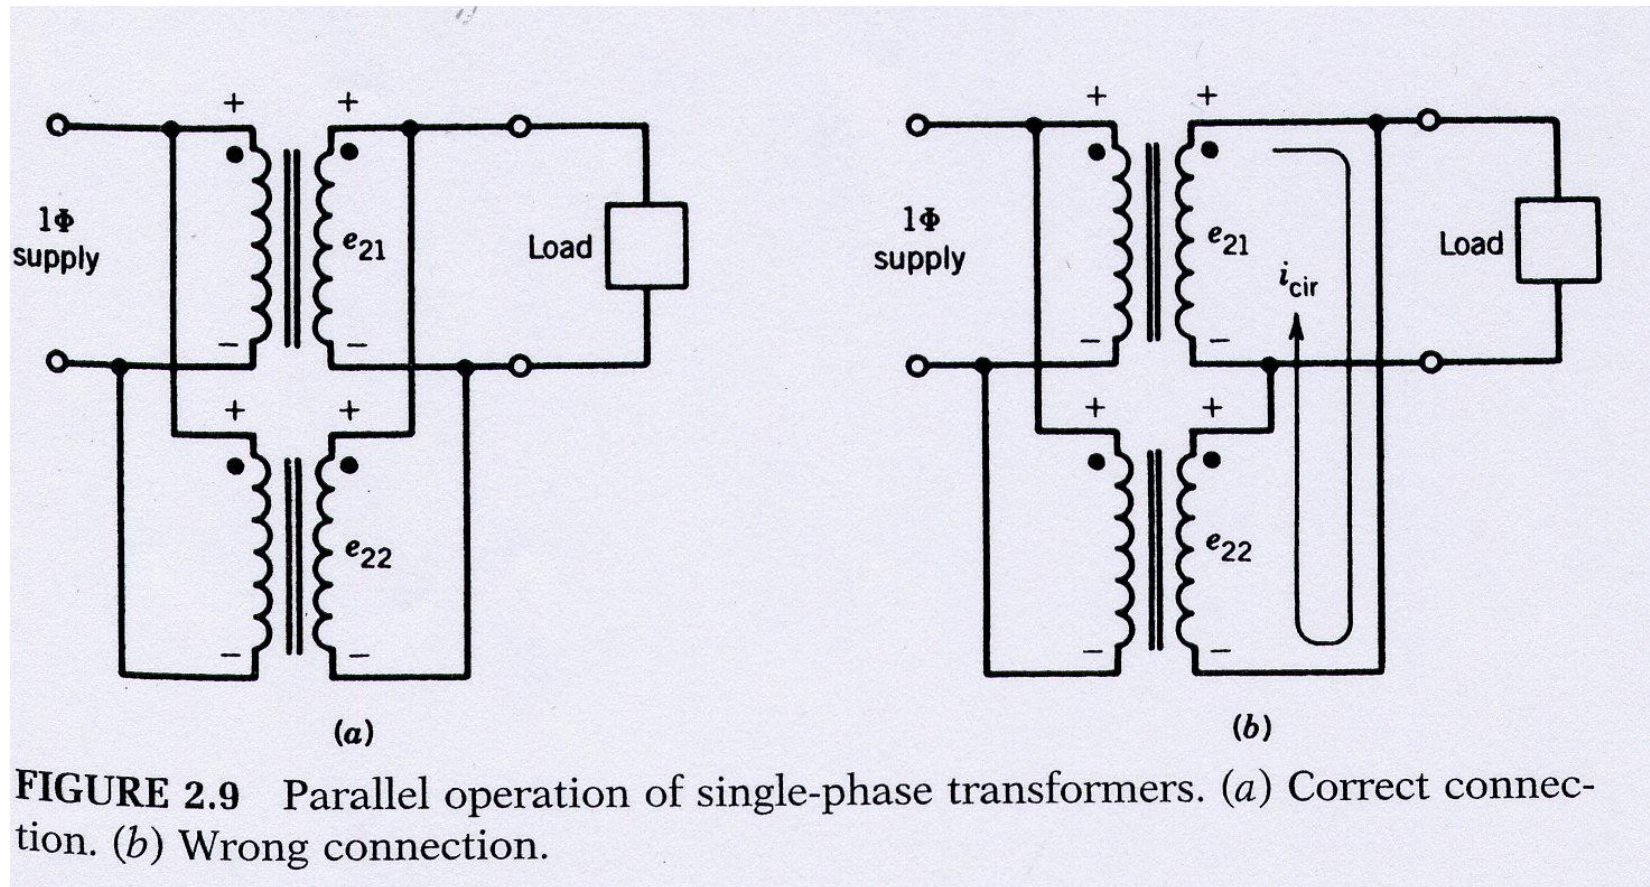 + +
1Φ
supply
e21
Load
− −
+ +
e22
− −
(a)
+ +
1Φ
supply
e21
icir
Load
− −
+ +
e22
− −
(b)
FIGURE 2.9 Parallel operation of single-phase transformers. (a) Correct connec-
tion. (b) Wrong connection.